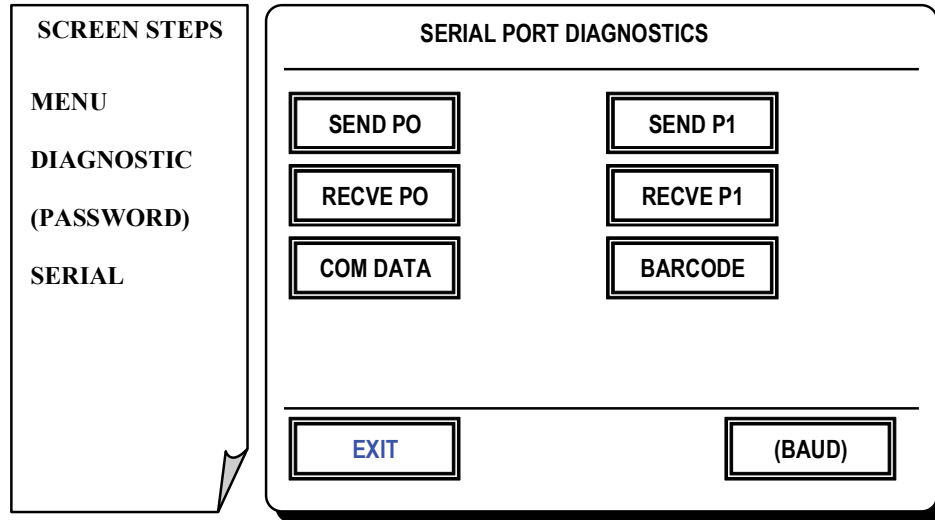 SCREEN STEPS
MENU
DIAGNOSTIC
(PASSWORD)
SERIAL
SERIAL PORT DIAGNOSTICS
SEND PO
SEND P1
RECVE PO
RECVE P1
COM DATA
BARCODE
EXIT
(BAUD)